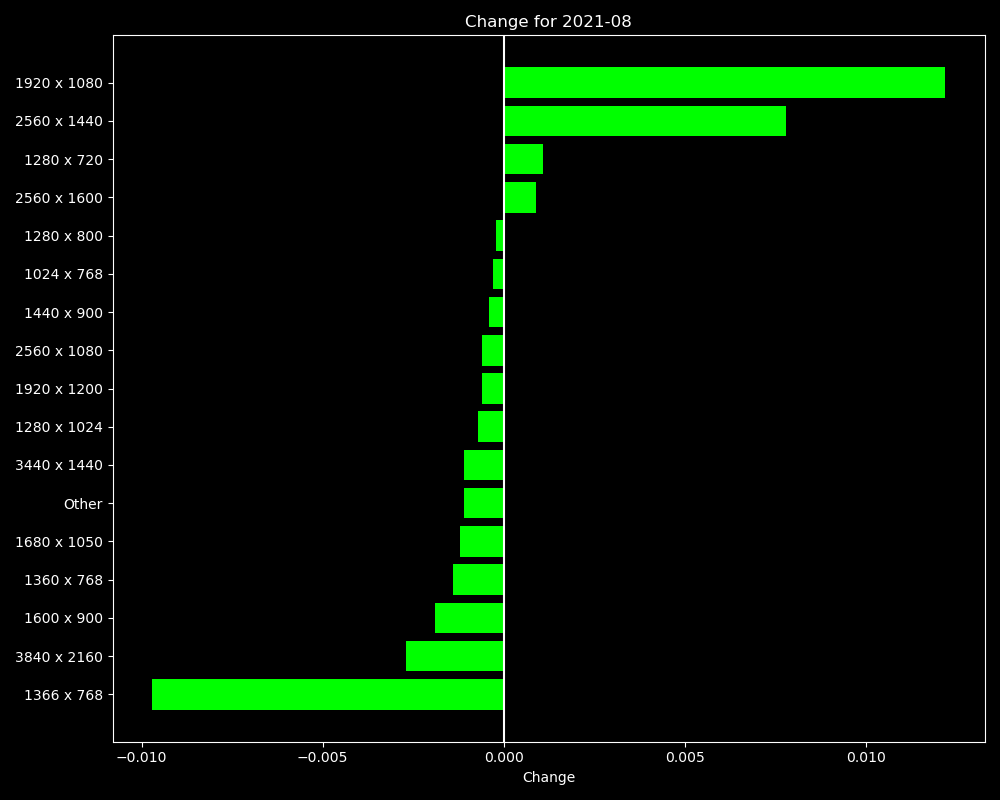 Change for 2021-08
1920 x 1080
2560 x 1440
1280 x 720
2560 x 1600
1280 x 800
1024 x 768
1440 x 900
2560 x 1080
1920 x 1200
1280 x 1024
3440 x 1440
Other
1680 x 1050
1360 x 768
1600 x 900
3840 x 2160
1366 x 768
−0.010 −0.005 0.000 0.005 0.010
Change